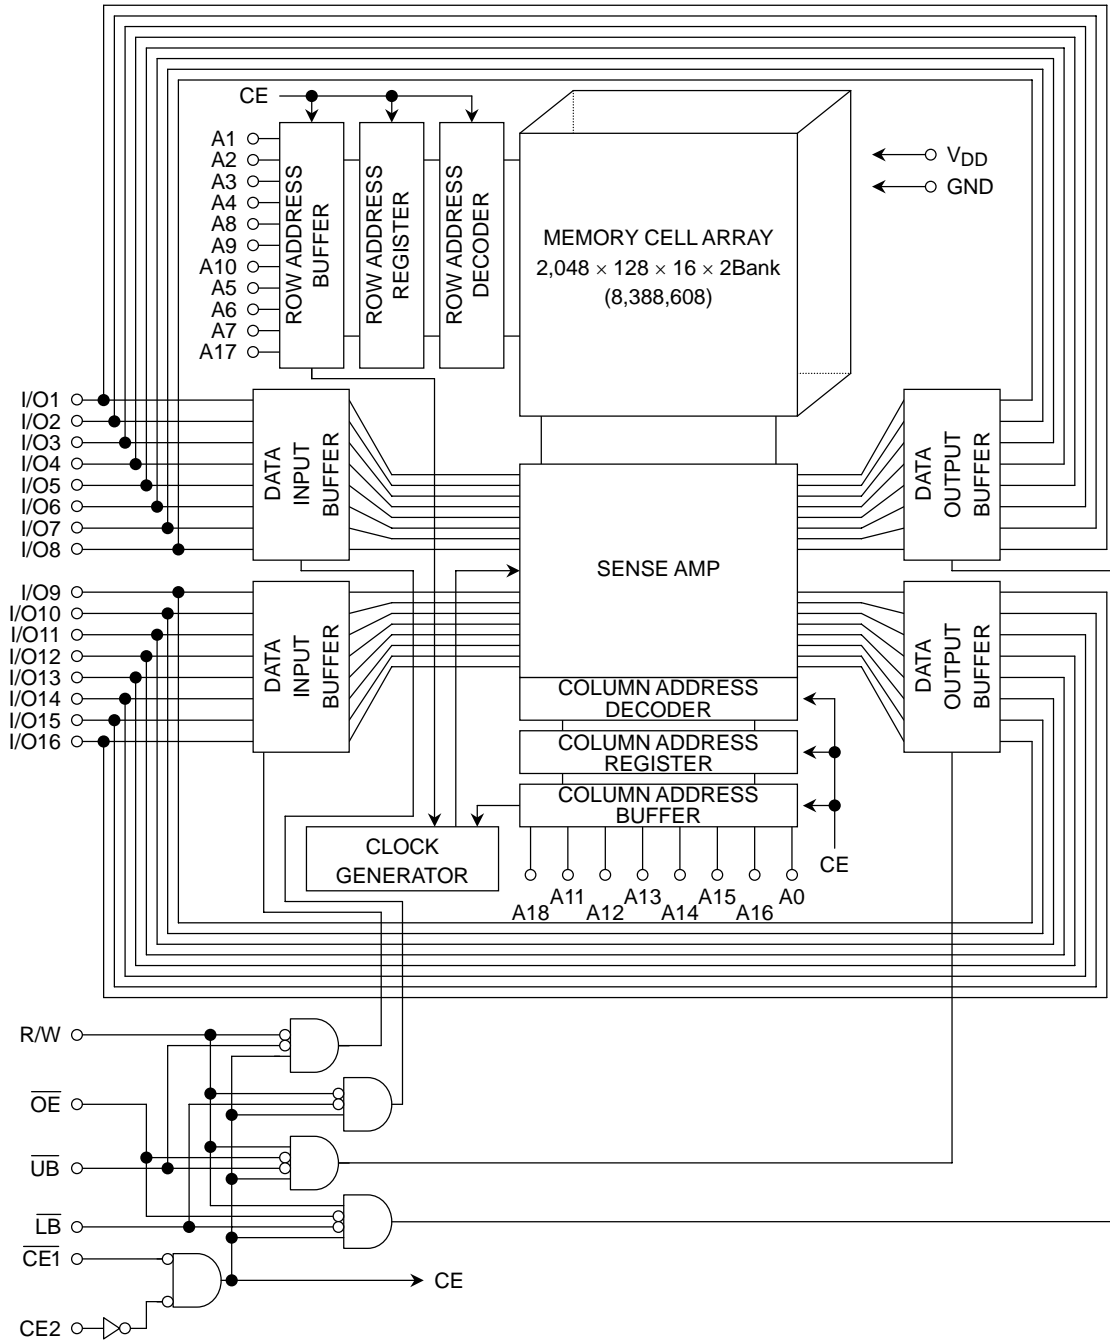 CE
A1
A2
A3
A4
A8
A9
A10
A5
A6
A7
A17
ROW ADDRESS
BUFFER
ROW ADDRESS
REGISTER
ROW ADDRESS
DECODER
MEMORY CELL ARRAY
2,048 × 128 × 16 × 2Bank
(8,388,608)
VDD
GND
I/O1
I/O2
I/O3
I/O4
I/O5
I/O6
I/O7
I/O8
DATA
INPUT
BUFFER
DATA
OUTPUT
BUFFER
SENSE AMP
I/O9
I/O10
I/O11
I/O12
I/O13
I/O14
I/O15
I/O16
DATA
INPUT
BUFFER
DATA
OUTPUT
BUFFER
COLUMN ADDRESS
DECODER
COLUMN ADDRESS
REGISTER
COLUMN ADDRESS
BUFFER
CLOCK
GENERATOR
CE
A18
A11
A12
A13
A14
A15
A16
A0
R/W
O̅E̅
U̅B̅
L̅B̅
C̅E̅1̅
CE
CE2